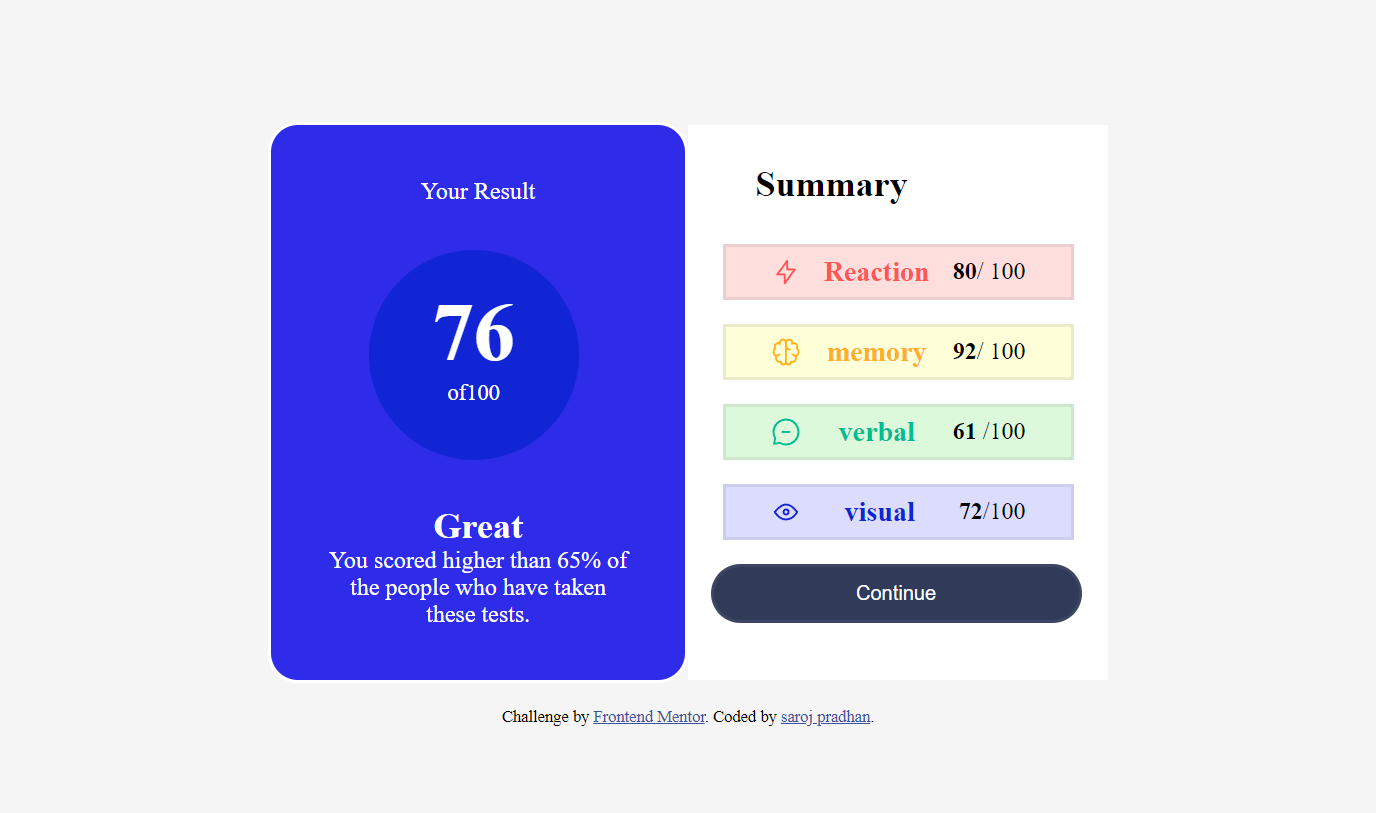 Your Result
76
of100
Great
You scored higher than 65% of
the people who have taken
these tests.
Summary
Reaction 80/ 100
memory 92/ 100
verbal 61 /100
visual 72/100
Continue
Challenge by Frontend Mentor. Coded by saroj pradhan.